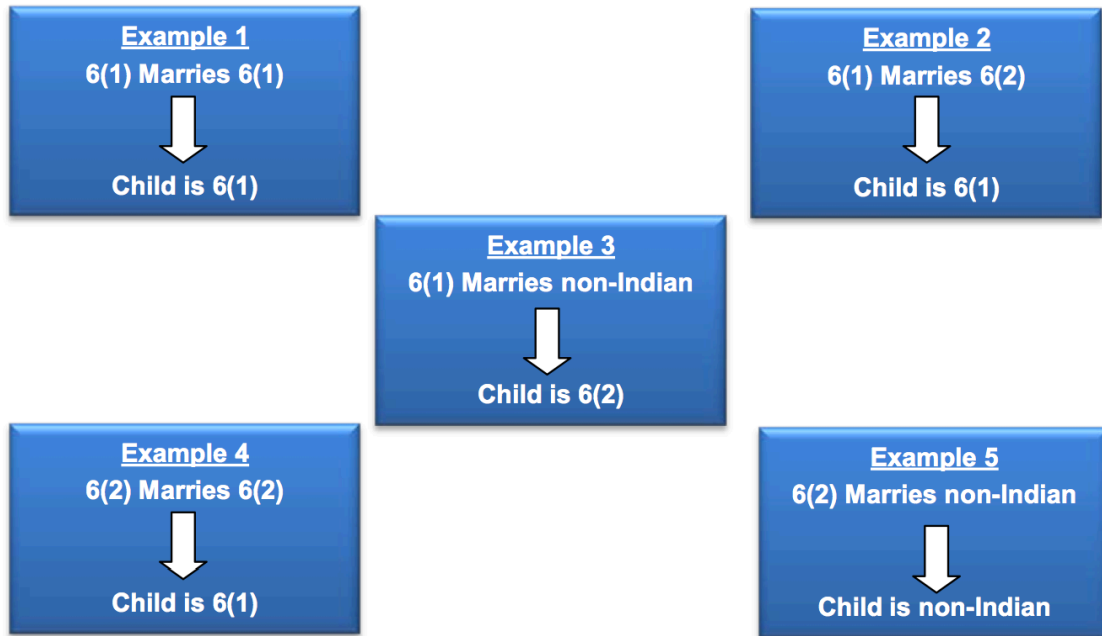 Example 1
6(1) Marries 6(1)
Child is 6(1)
Example 2
6(1) Marries 6(2)
Child is 6(1)
Example 3
6(1) Marries non-Indian
Child is 6(2)
Example 4
6(2) Marries 6(2)
Child is 6(1)
Example 5
6(2) Marries non-Indian
Child is non-Indian